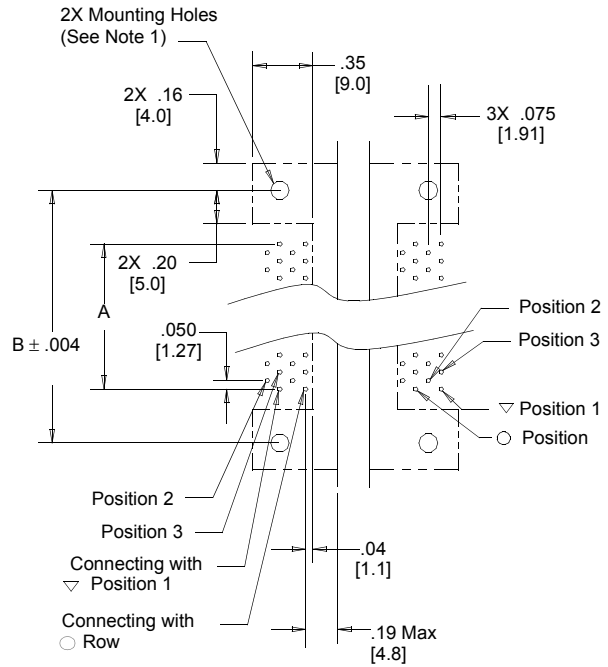 2X Mounting Holes
(See Note 1)
.35
[9.0]
2X .16
[4.0]
3X .075
[1.91]
2X .20
[5.0]
A
B ± .004
.050
[1.27]
Position 2
Position 3
▽ Position 1
○ Position
Position 2
Position 3
Connecting with
▽ Position 1
Connecting with
○ Row
.04
[1.1]
.19 Max
[4.8]